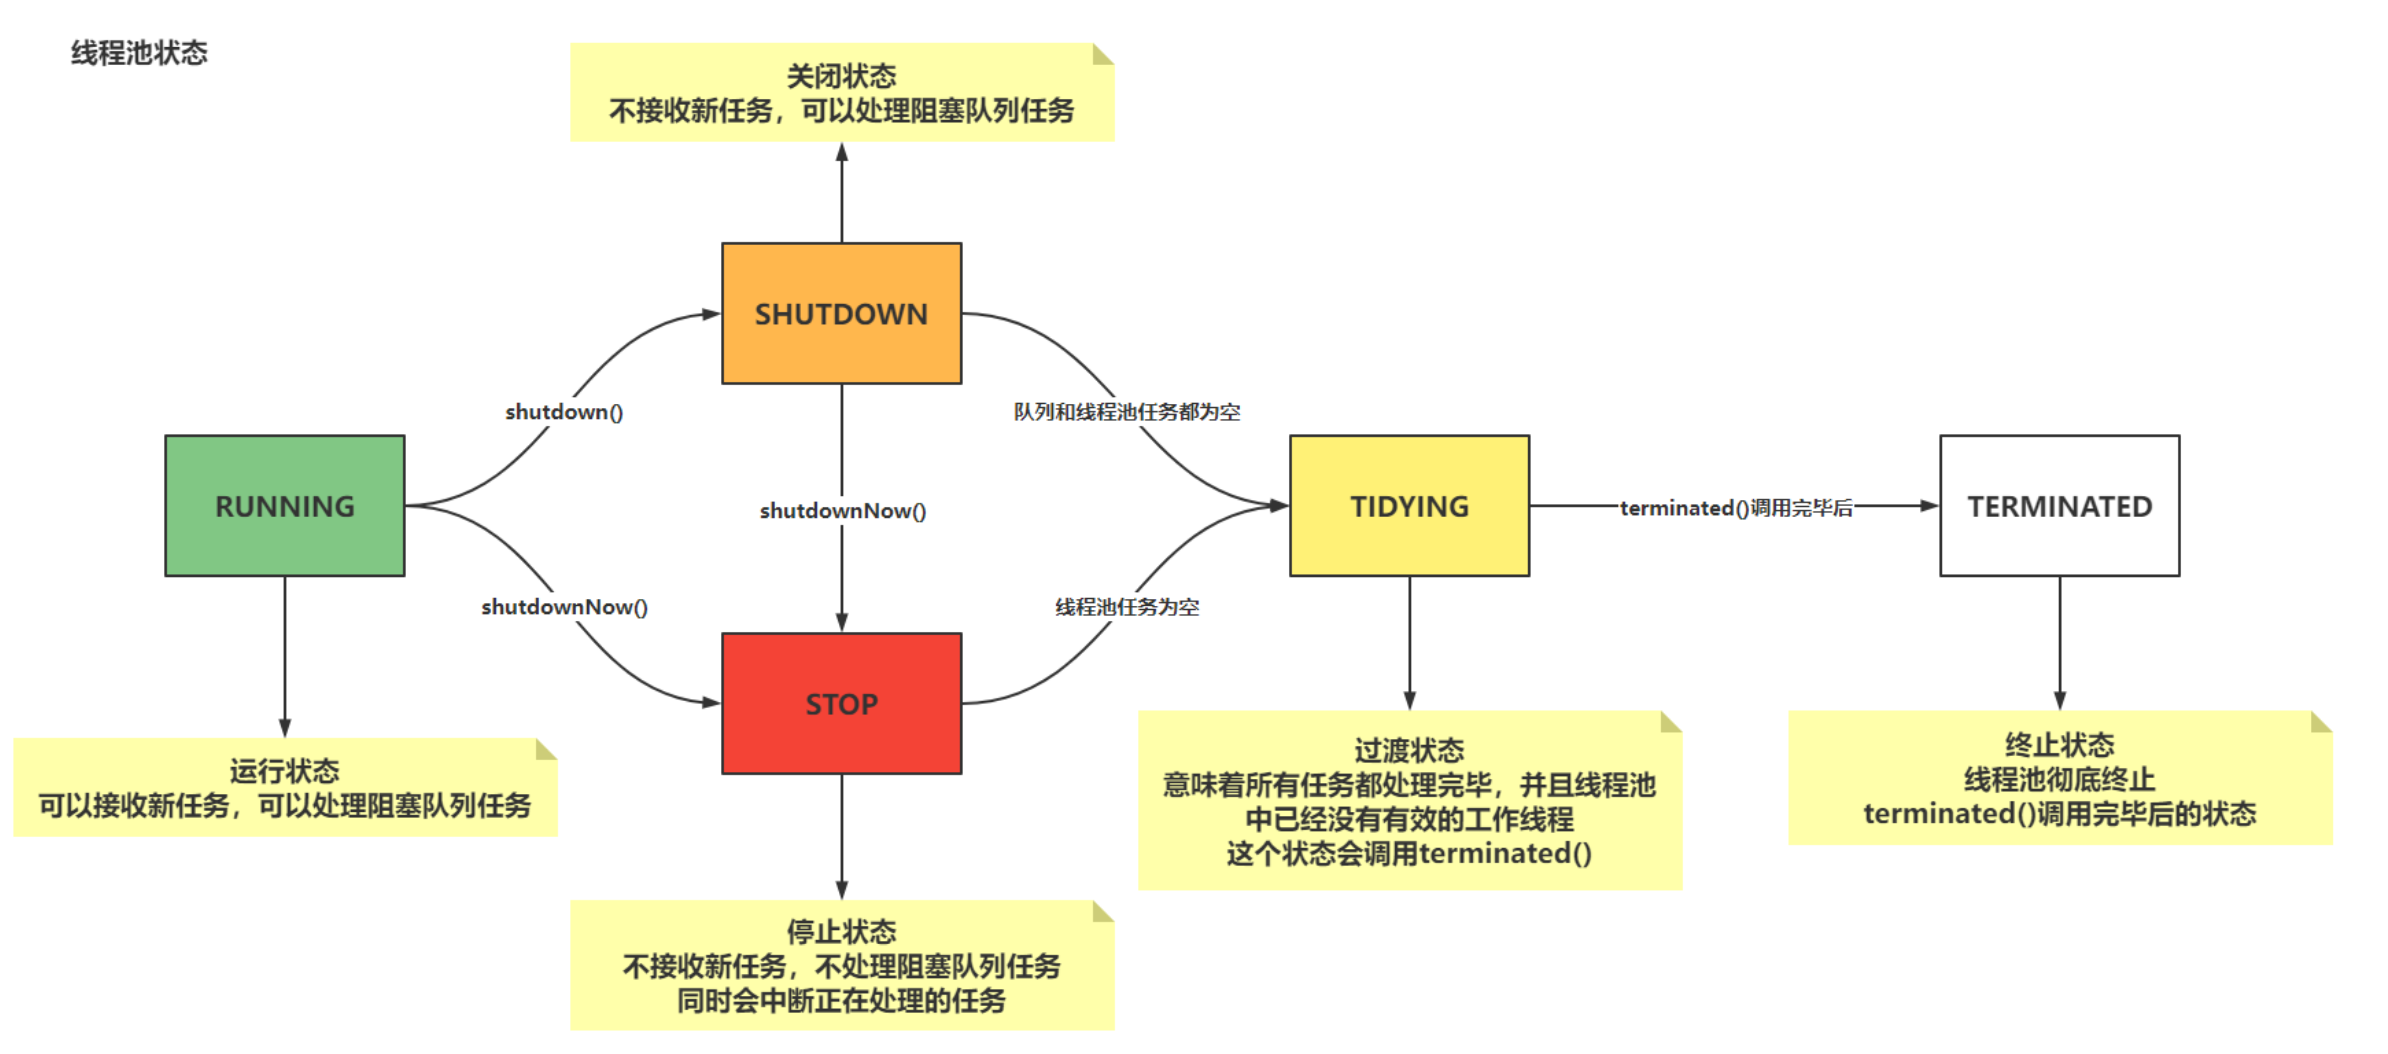 线程池状态
关闭状态
不接收新任务，可以处理阻塞队列任务
SHUTDOWN
shutdown()
队列和线程池任务都为空
RUNNING
shutdownNow()
TIDYING
terminated()调用完毕后
TERMINATED
shutdownNow()
线程池任务为空
STOP
运行状态
可以接收新任务，可以处理阻塞队列任务
过渡状态
意味着所有任务都处理完毕，并且线程池
中已经没有有效的工作线程
这个状态会调用terminated()
终止状态
线程池彻底终止
terminated()调用完毕后的状态
停止状态
不接收新任务，不处理阻塞队列任务
同时会中断正在处理的任务